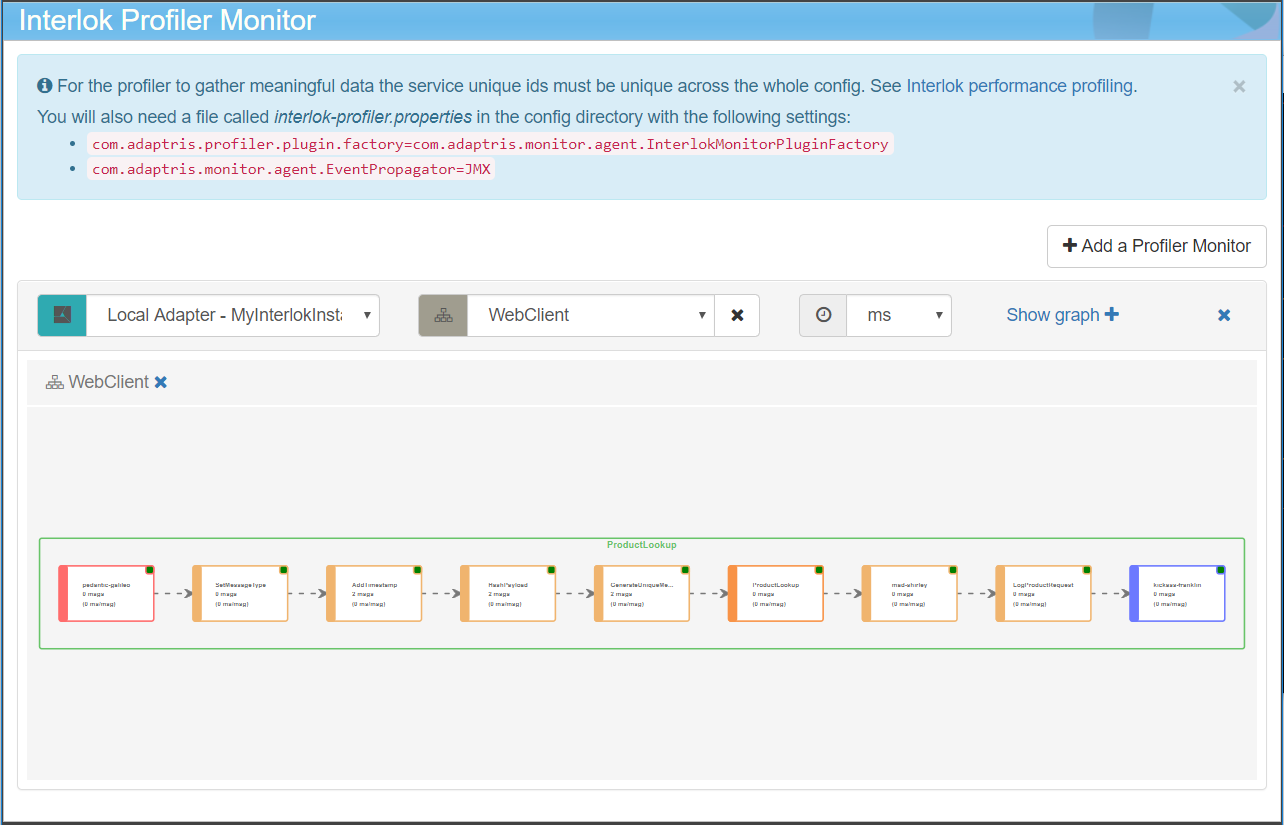 Interlok Profiler Monitor
For the profiler to gather meaningful data the service unique ids must be unique across the whole config. See Interlok performance profiling.
You will also need a file called interlok-profiler.properties in the config directory with the following settings:
com.adaptris.profiler.plugin.factory=com.adaptris.monitor.agent.InterlokMonitorPluginFactory
com.adaptris.monitor.agent.EventPropagator=JMX
Add a Profiler Monitor
Local Adapter - MyInterlokInsta
WebClient
ms
Show graph
WebClient
ProductLookup
pedantic-galileo
0 msgs
(0 ms/msg)
SetMessageType
0 msgs
(0 ms/msg)
AddTimestamp
2 msgs
(0 ms/msg)
HashPayload
2 msgs
(0 ms/msg)
GenerateUniqueMe...
2 msgs
(0 ms/msg)
ProductLookup
0 msgs
(0 ms/msg)
mad-shirley
0 msgs
(0 ms/msg)
LogProductRequest
0 msgs
(0 ms/msg)
kickass-franklin
0 msgs
(0 ms/msg)